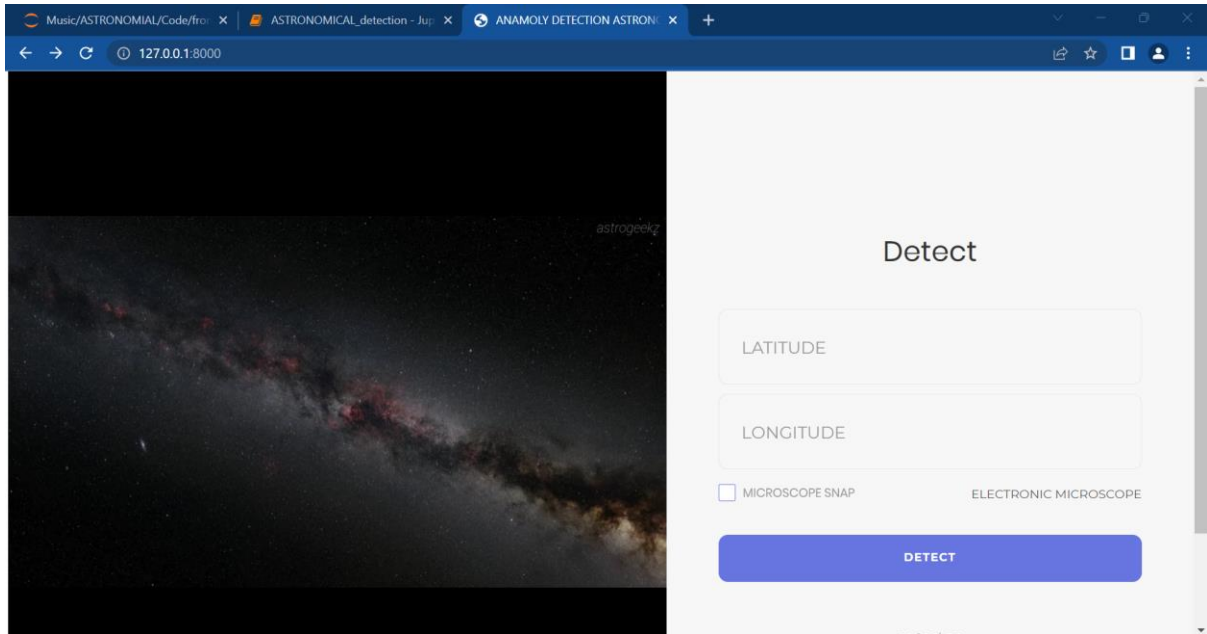 Music/ASTRONOMIAL/Code/fro
ASTRONOMICAL_detection - Jup
ANAMOLY DETECTION ASTRON
127.0.0.1:8000
astrogeekz
Detect
LATITUDE
LONGITUDE
MICROSCOPE SNAP
ELECTRONIC MICROSCOPE
DETECT